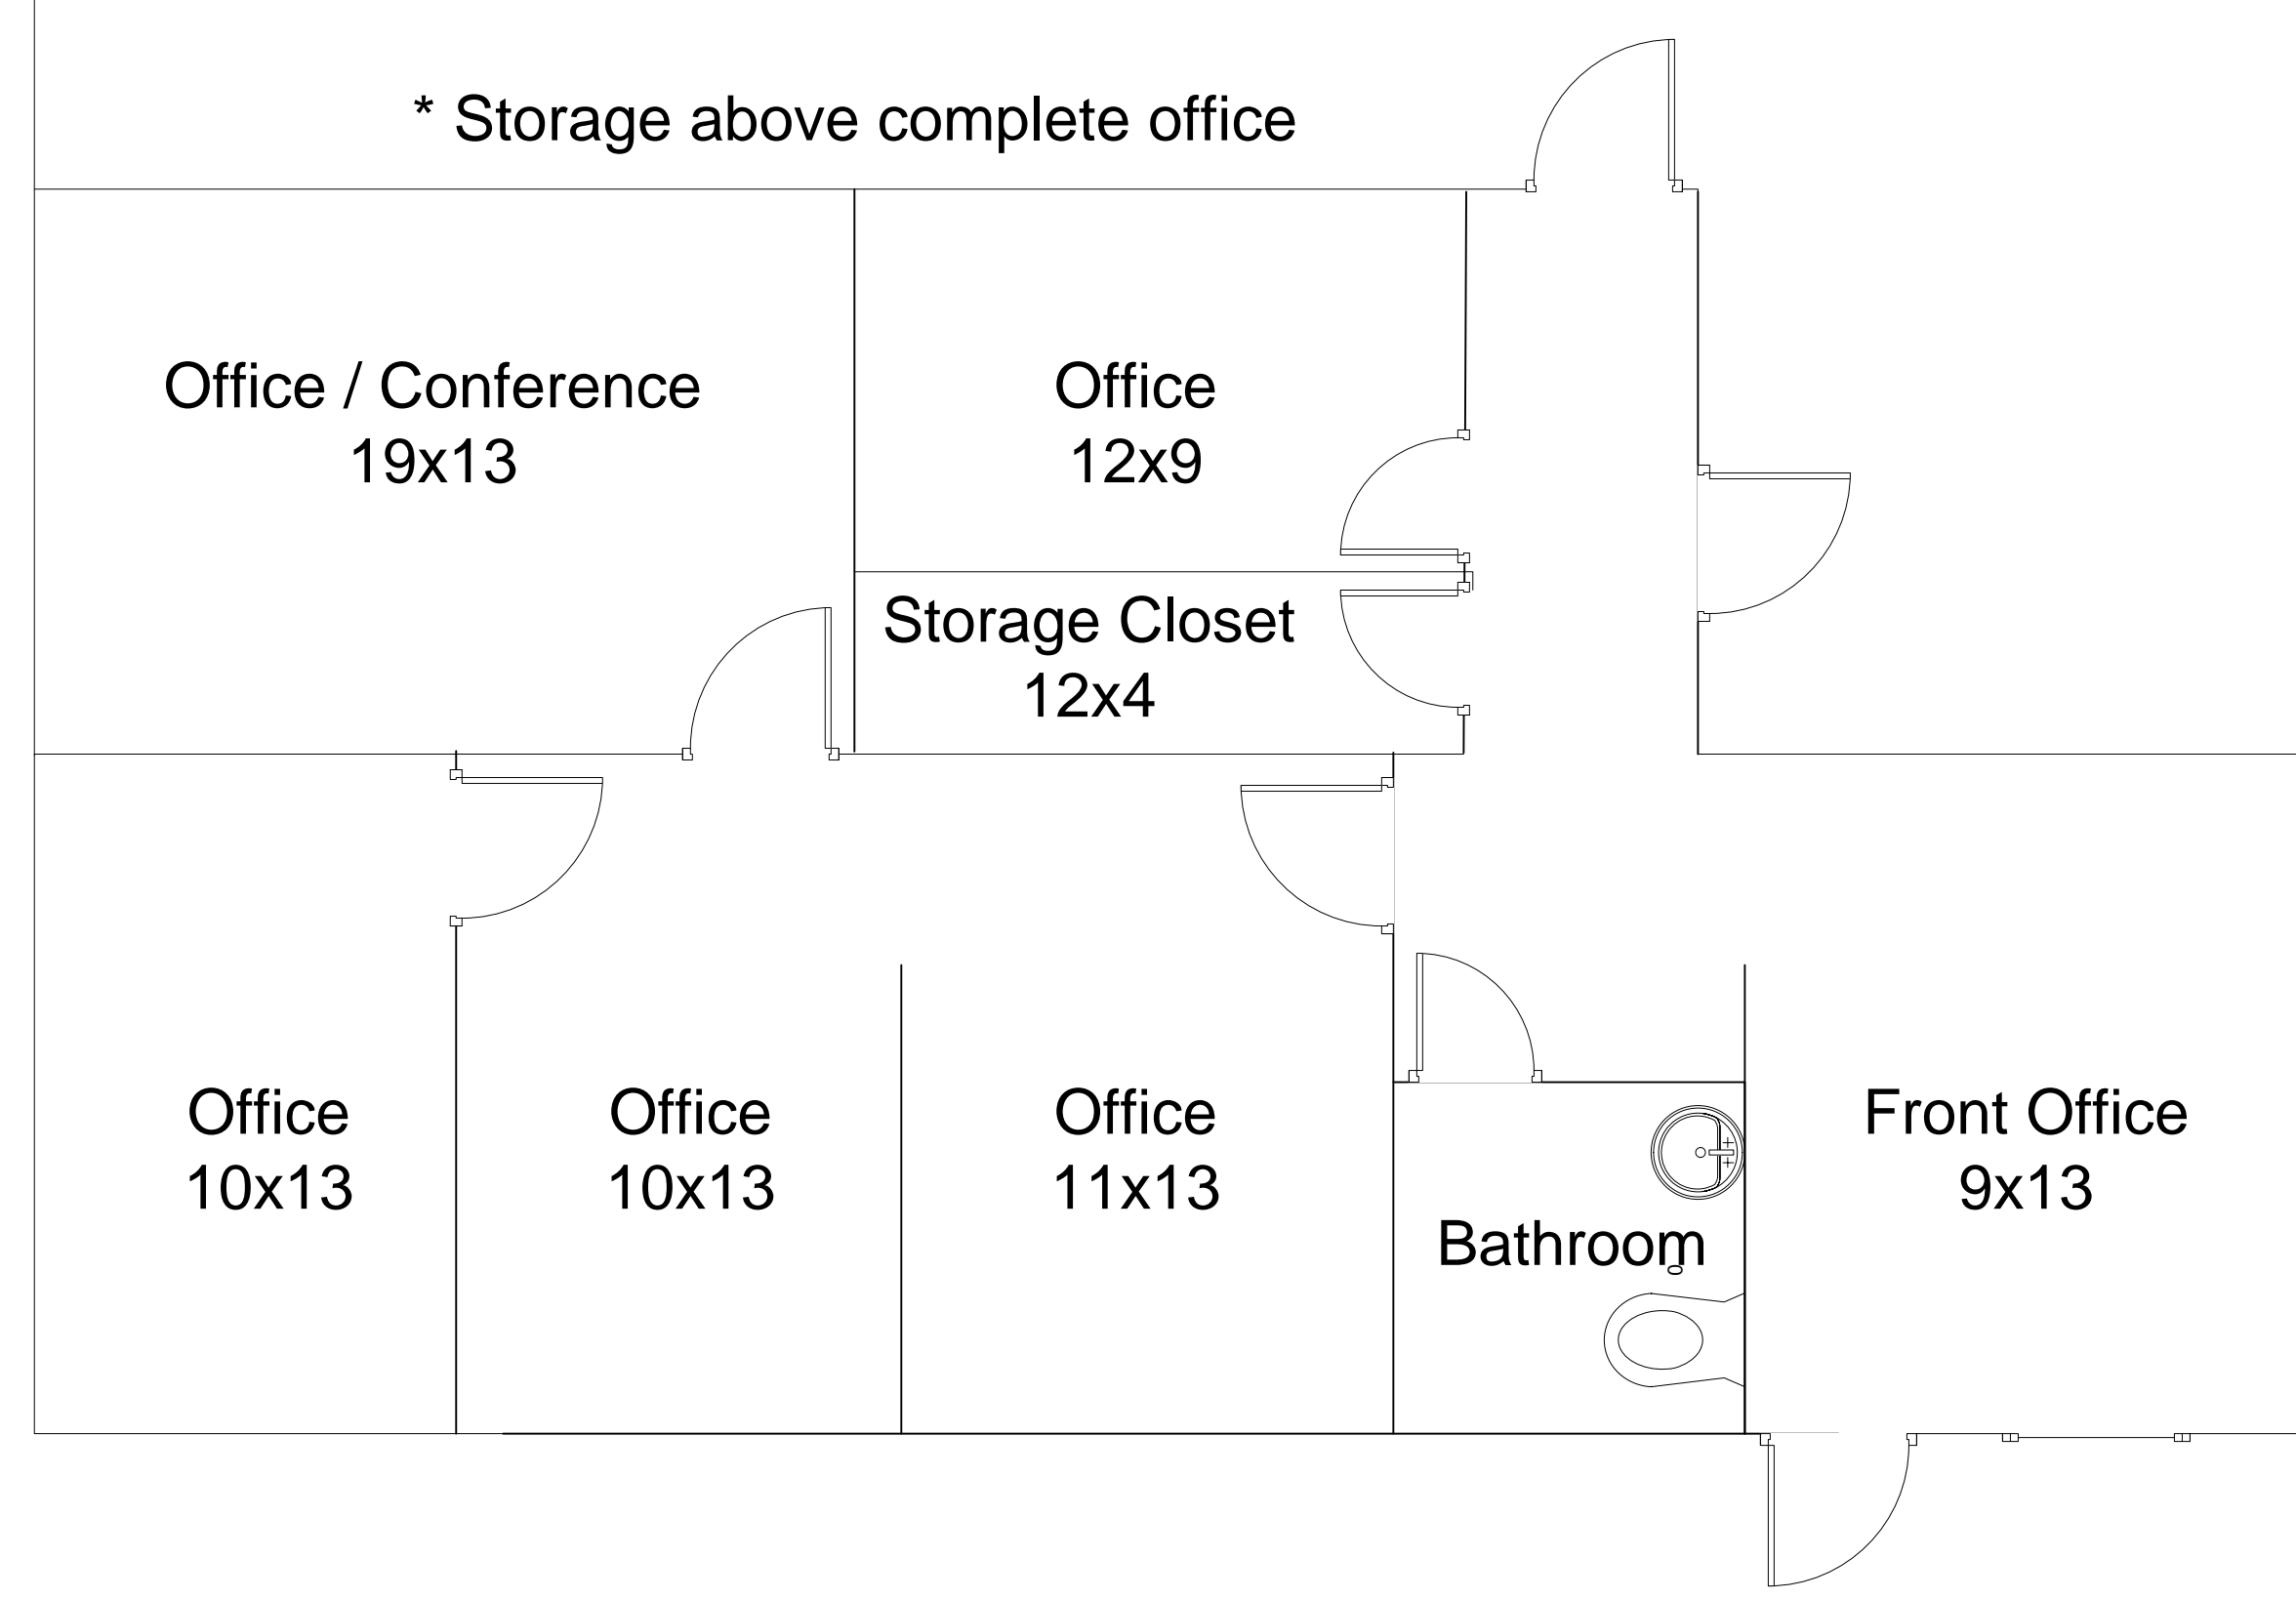 * Storage above complete office
Office / Conference
19x13
Office
12x9
Storage Closet
12x4
Office
10x13
Office
10x13
Office
11x13
Bathroom
Front Office
9x13